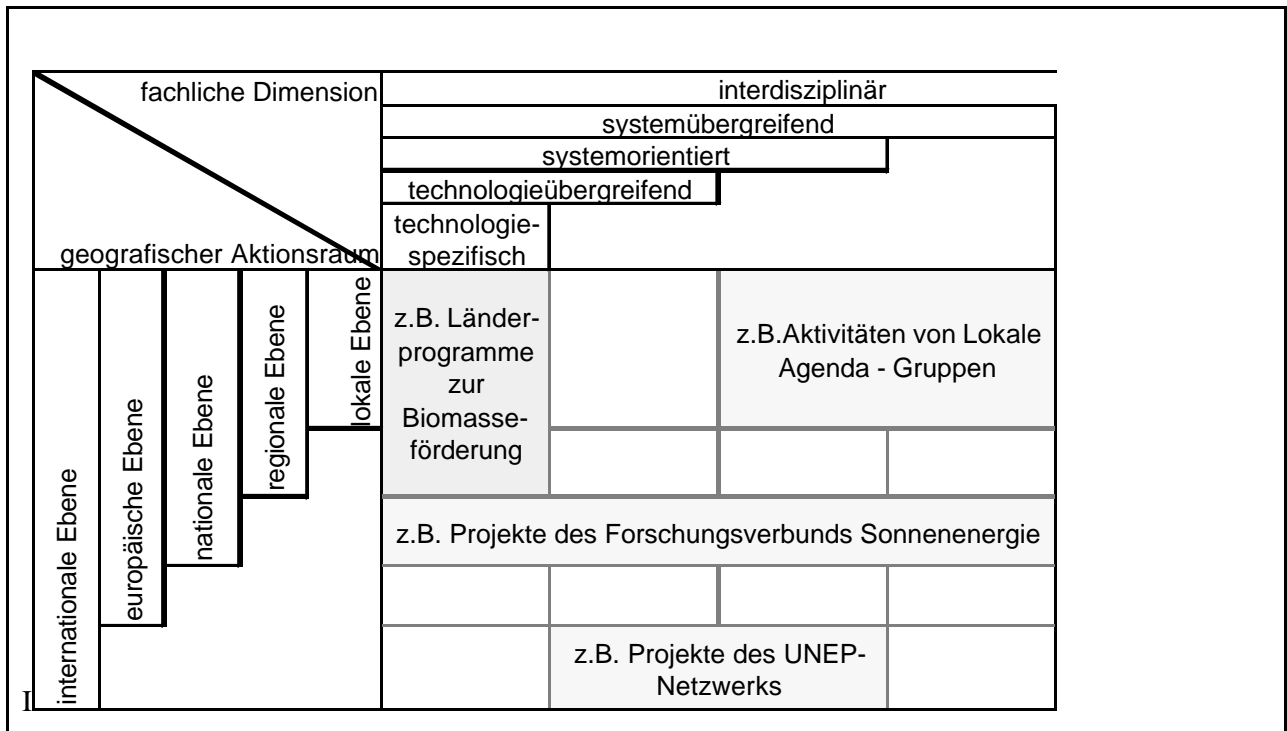 fachliche Dimension
interdisziplinär
systemübergreifend
systemorientiert
technologieübergreifend
technologie-
spezifisch
geografischer Aktionsraum
internationale Ebene
europäische Ebene
nationale Ebene
regionale Ebene
lokale Ebene
z.B. Länder-
programme
zur
Biomasse-
förderung
z.B.Aktivitäten von Lokale
Agenda - Gruppen
z.B. Projekte des Forschungsverbunds Sonnenenergie
z.B. Projekte des UNEP-
Netzwerks
I